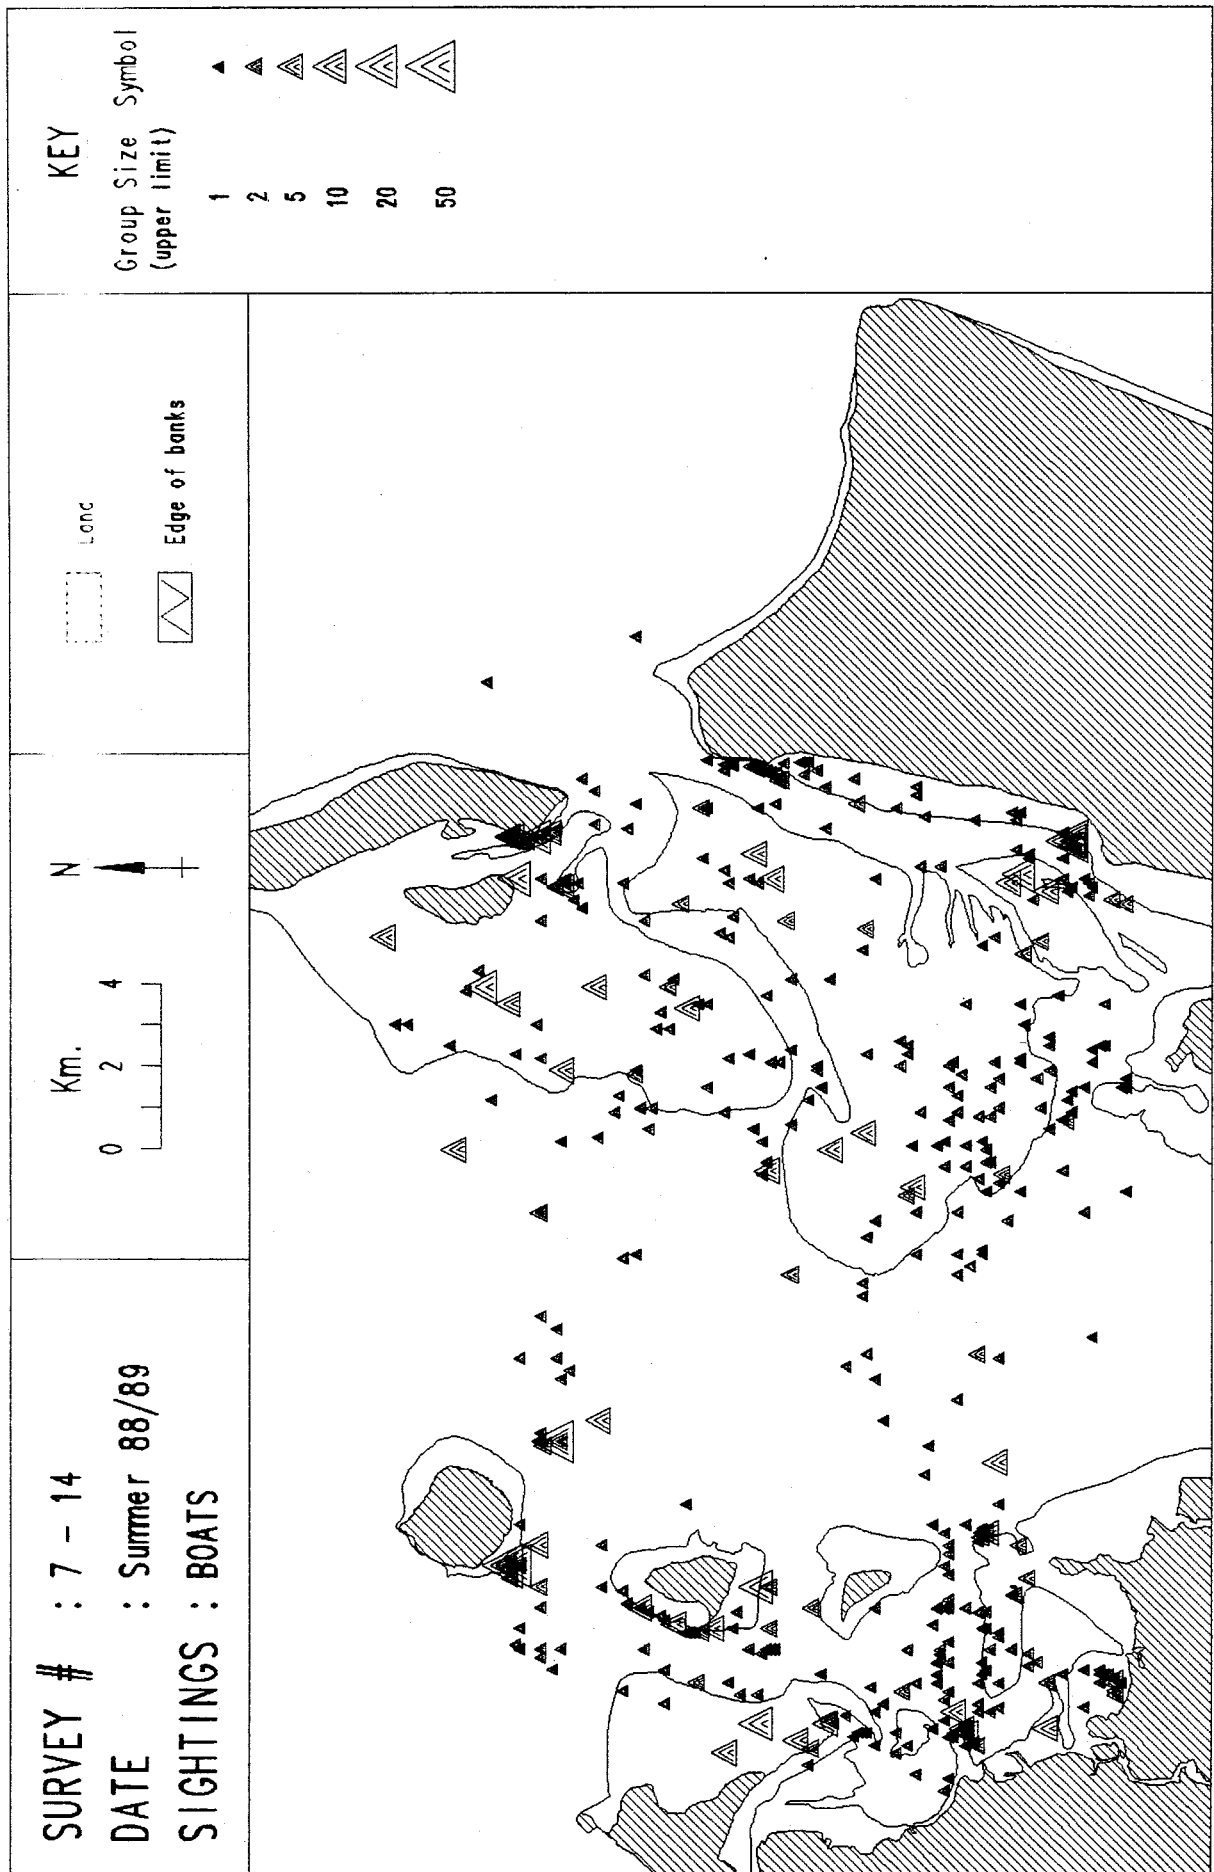 SURVEY # : 7 - 14
DATE : Summer 88/89
SIGHTINGS : BOATS
Km.
0 2 4
N
Land
Edge of banks
KEY
Group Size Symbol
(upper limit)
1
2
5
10
20
50